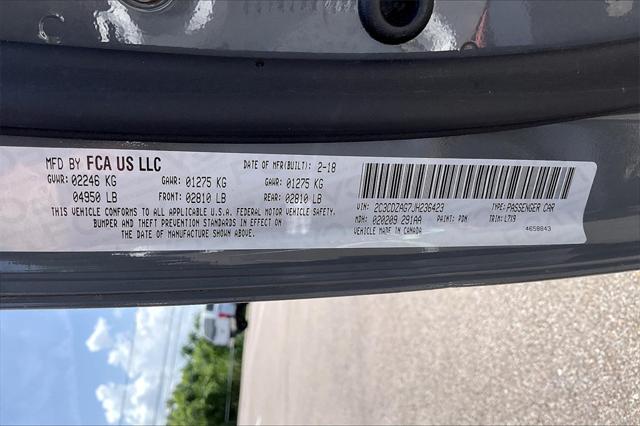 MFD BY FCA US LLC DATE OF MFR(BUILT): 2-18
GVWR: 02246 KG GAWR: 01275 KG GAWR: 01275 KG
04950 LB FRONT: 02810 LB REAR: 02810 LB
THIS VEHICLE CONFORMS TO ALL APPLICABLE U.S.A. FEDERAL MOTOR VEHICLE SAFETY,
BUMPER AND THEFT PREVENTION STANDARDS IN EFFECT ON THE DATE OF
MANUFACTURE SHOWN ABOVE.
VIN: 2C3CDZAG7JH236423 TYPE: PASSENGER CAR
MDH: 020209 291AA PAINT: PDN TRIM: L7X9
VEHICLE MADE IN CANADA
4658843